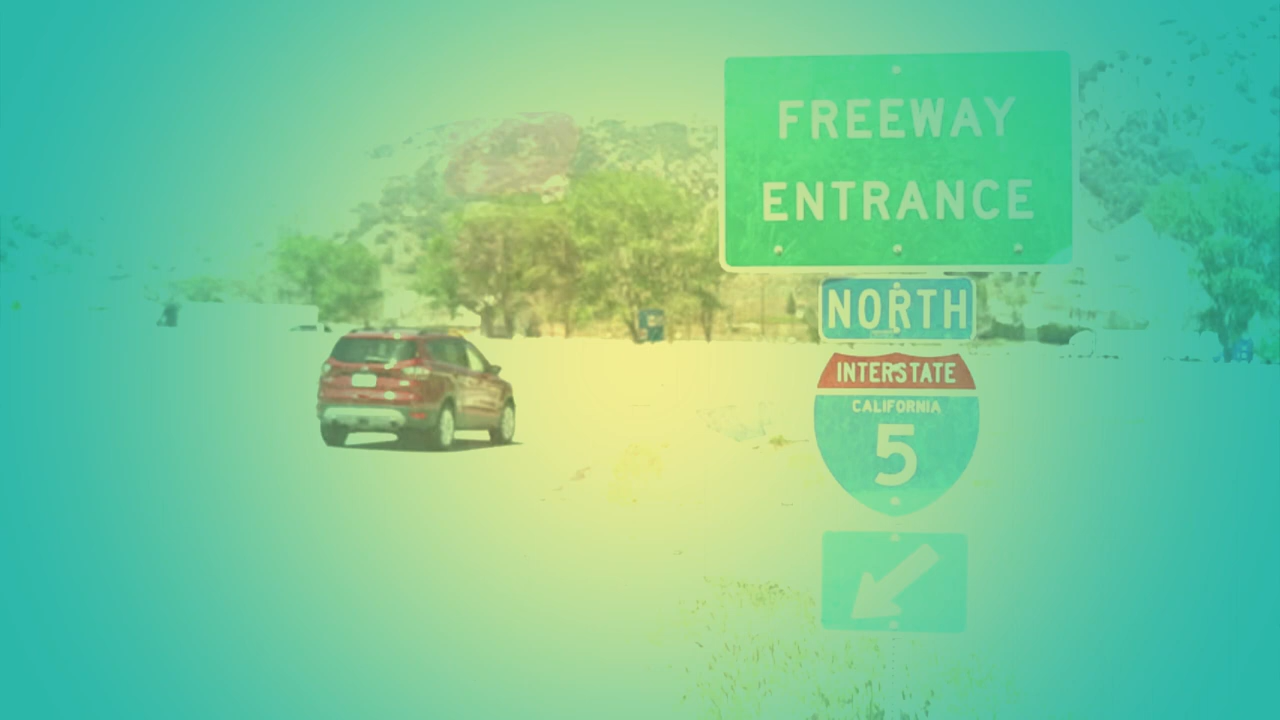 FREEWAY
ENTRANCE
NORTH
INTERSTATE
CALIFORNIA
5